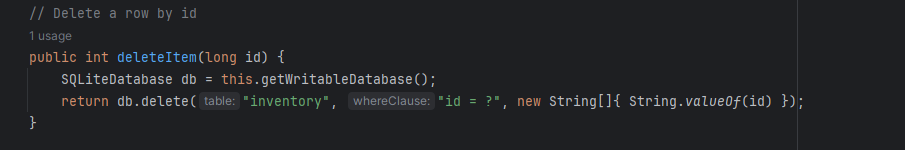 // Delete a row by id
1 usage
public int deleteItem(long id) {
SQLiteDatabase db = this.getWritableDatabase();
return db.delete( table: "inventory", whereClause: "id = ?", new String[]{ String.valueOf(id) });
}